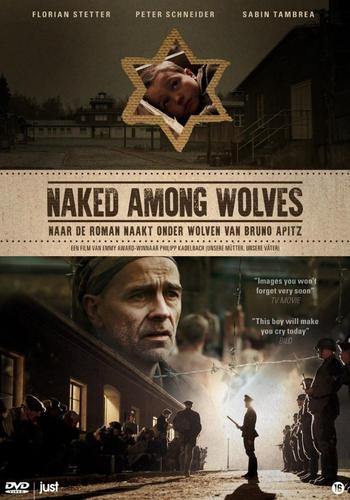 FLORIAN STETTER PETER SCHNEIDER SABIN TAMBREA
NAKED AMONG WOLVES
NAAR DE ROMAN NAAKT ONDER WOLVEN VAN BRUNO APITZ
EEN FILM VAN EMMY AWARD-WINNAAR PHILIPP KADELBACH (UNSERE MÜTTER, UNSERE VÄTER)
"Images you won't
forget very soon"
TV MOVIE
"This boy will make
you cry today"
BILD
DVD
VIDEO
just
16